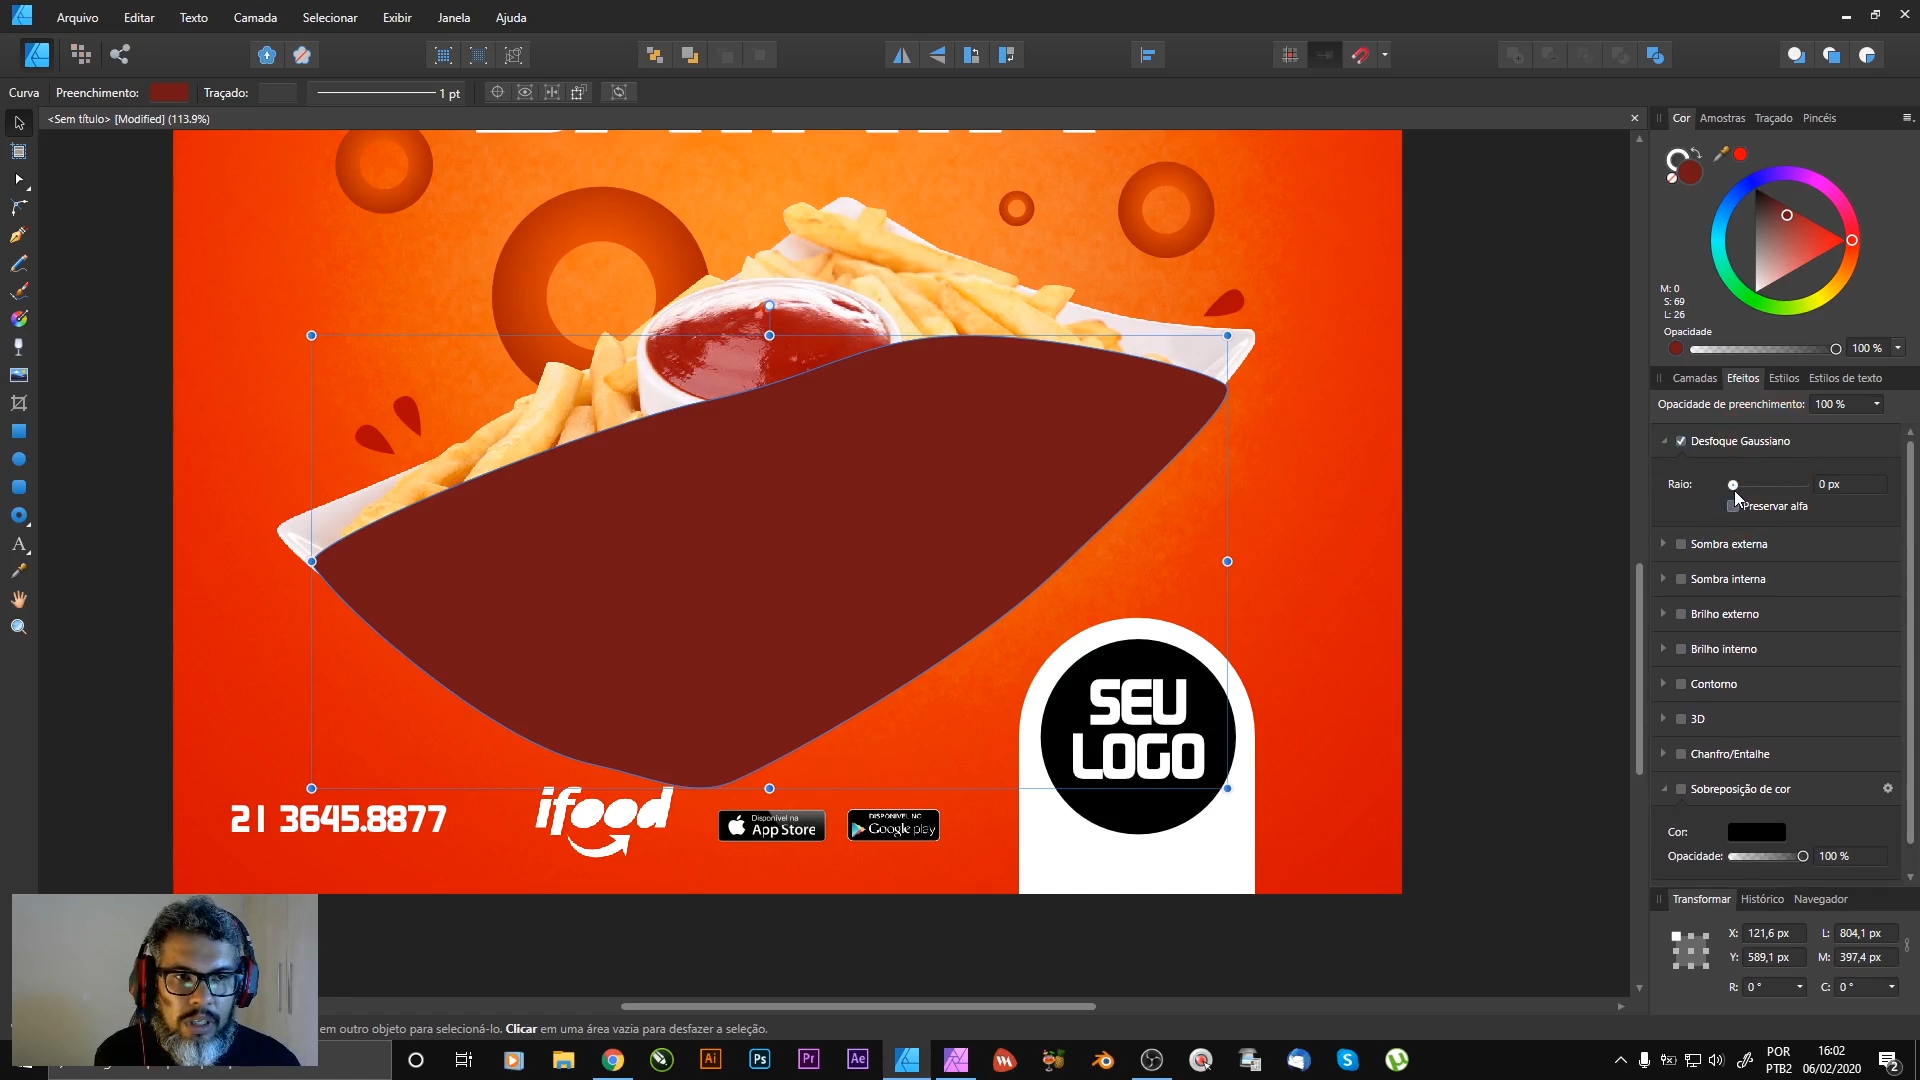 Arquivo Editar Texto Camada Selecionar Exibir Janela Ajuda
Curva Preenchimento: Traçado: 1 pt
<Sem título> [Modified] (113.9%)
Cor Amostras Traçado Pincéis
M: 0
S: 69
L: 26
Opacidade
100 %
Camadas Efeitos Estilos Estilos de texto
Opacidade de preenchimento: 100 %
Desfoque Gaussiano
Raio: 0 px
Preservar alfa
Sombra externa
Sombra interna
Brilho externo
Brilho interno
Contorno
3D
Chanfro/Entalhe
Sobreposição de cor
Cor:
Opacidade: 100 %
Transformar Histórico Navegador
X: 121,6 px L: 804,1 px
Y: 589,1 px M: 397,4 px
R: 0 ° C: 0 °
SEU
LOGO
21 3645.8877
ifood
Disponível na
App Store
DISPONÍVEL NO
Google play
em outro objeto para selecioná-lo. Clicar em uma área vazia para desfazer a seleção.
Ai Ps Pr Ae
POR
PTB2
16:02
06/02/2020
2